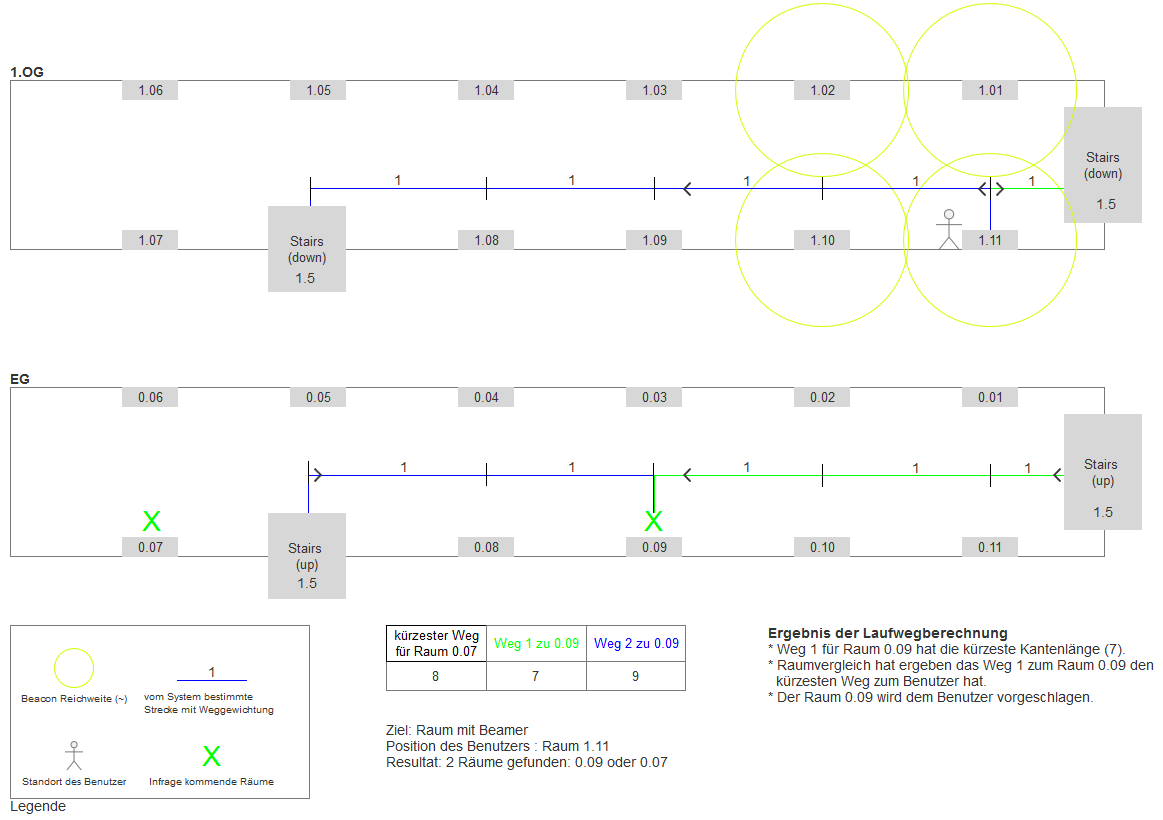 1.OG
1.06 1.05 1.04 1.03 1.02 1.01
Stairs
(down)
1.5
1 1 1 1 1
1.07 1.08 1.09 1.10 1.11
Stairs
(down)
1.5
EG
0.06 0.05 0.04 0.03 0.02 0.01
Stairs
(up)
1.5
1 1 1 1 1
X X
0.07 0.08 0.09 0.10 0.11
Stairs
(up)
1.5
1
Beacon Reichweite (~)
vom System bestimmte
Strecke mit Weggewichtung
X
Standort des Benutzer
Infrage kommende Räume
Legende
kürzester Weg
für Raum 0.07
Weg 1 zu 0.09
Weg 2 zu 0.09
8 7 9
Ziel: Raum mit Beamer
Position des Benutzers : Raum 1.11
Resultat: 2 Räume gefunden: 0.09 oder 0.07
Ergebnis der Laufwegberechnung
* Weg 1 für Raum 0.09 hat die kürzeste Kantenlänge (7).
* Raumvergleich hat ergeben das Weg 1 zum Raum 0.09 den
kürzesten Weg zum Benutzer hat.
* Der Raum 0.09 wird dem Benutzer vorgeschlagen.